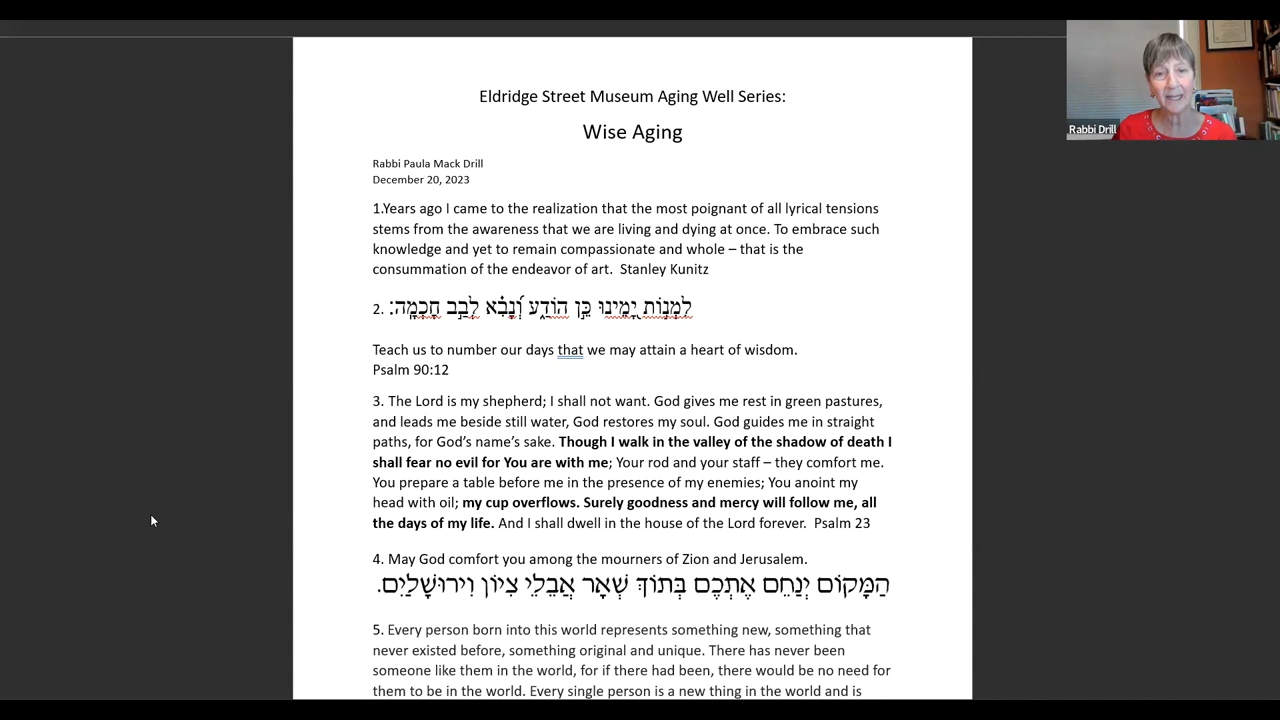 Eldridge Street Museum Aging Well Series:
Wise Aging
Rabbi Paula Mack Drill
December 20, 2023
1.Years ago I came to the realization that the most poignant of all lyrical tensions
stems from the awareness that we are living and dying at once. To embrace such
knowledge and yet to remain compassionate and whole – that is the
consummation of the endeavor of art.  Stanley Kunitz
2. לִמְנ֣וֹת יָ֭מֵינוּ כֵּ֣ן הוֹדַ֑ע וְ֝נָבִ֗א לְבַ֣ב חׇכְמָֽה׃
Teach us to number our days that we may attain a heart of wisdom.
Psalm 90:12
3. The Lord is my shepherd; I shall not want. God gives me rest in green pastures,
and leads me beside still water, God restores my soul. God guides me in straight
paths, for God’s name’s sake. Though I walk in the valley of the shadow of death I
shall fear no evil for You are with me; Your rod and your staff – they comfort me.
You prepare a table before me in the presence of my enemies; You anoint my
head with oil; my cup overflows. Surely goodness and mercy will follow me, all
the days of my life. And I shall dwell in the house of the Lord forever.  Psalm 23
4. May God comfort you among the mourners of Zion and Jerusalem.
הַמָּקוֹם יְנַחֵם אֶתְכֶם בְּתוֹךְ שְׁאָר אֲבֵלֵי צִיּוֹן וִירוּשָׁלַיִם.
5. Every person born into this world represents something new, something that
never existed before, something original and unique. There has never been
someone like them in the world, for if there had been, there would be no need for
them to be in the world. Every single person is a new thing in the world and is
Rabbi Drill